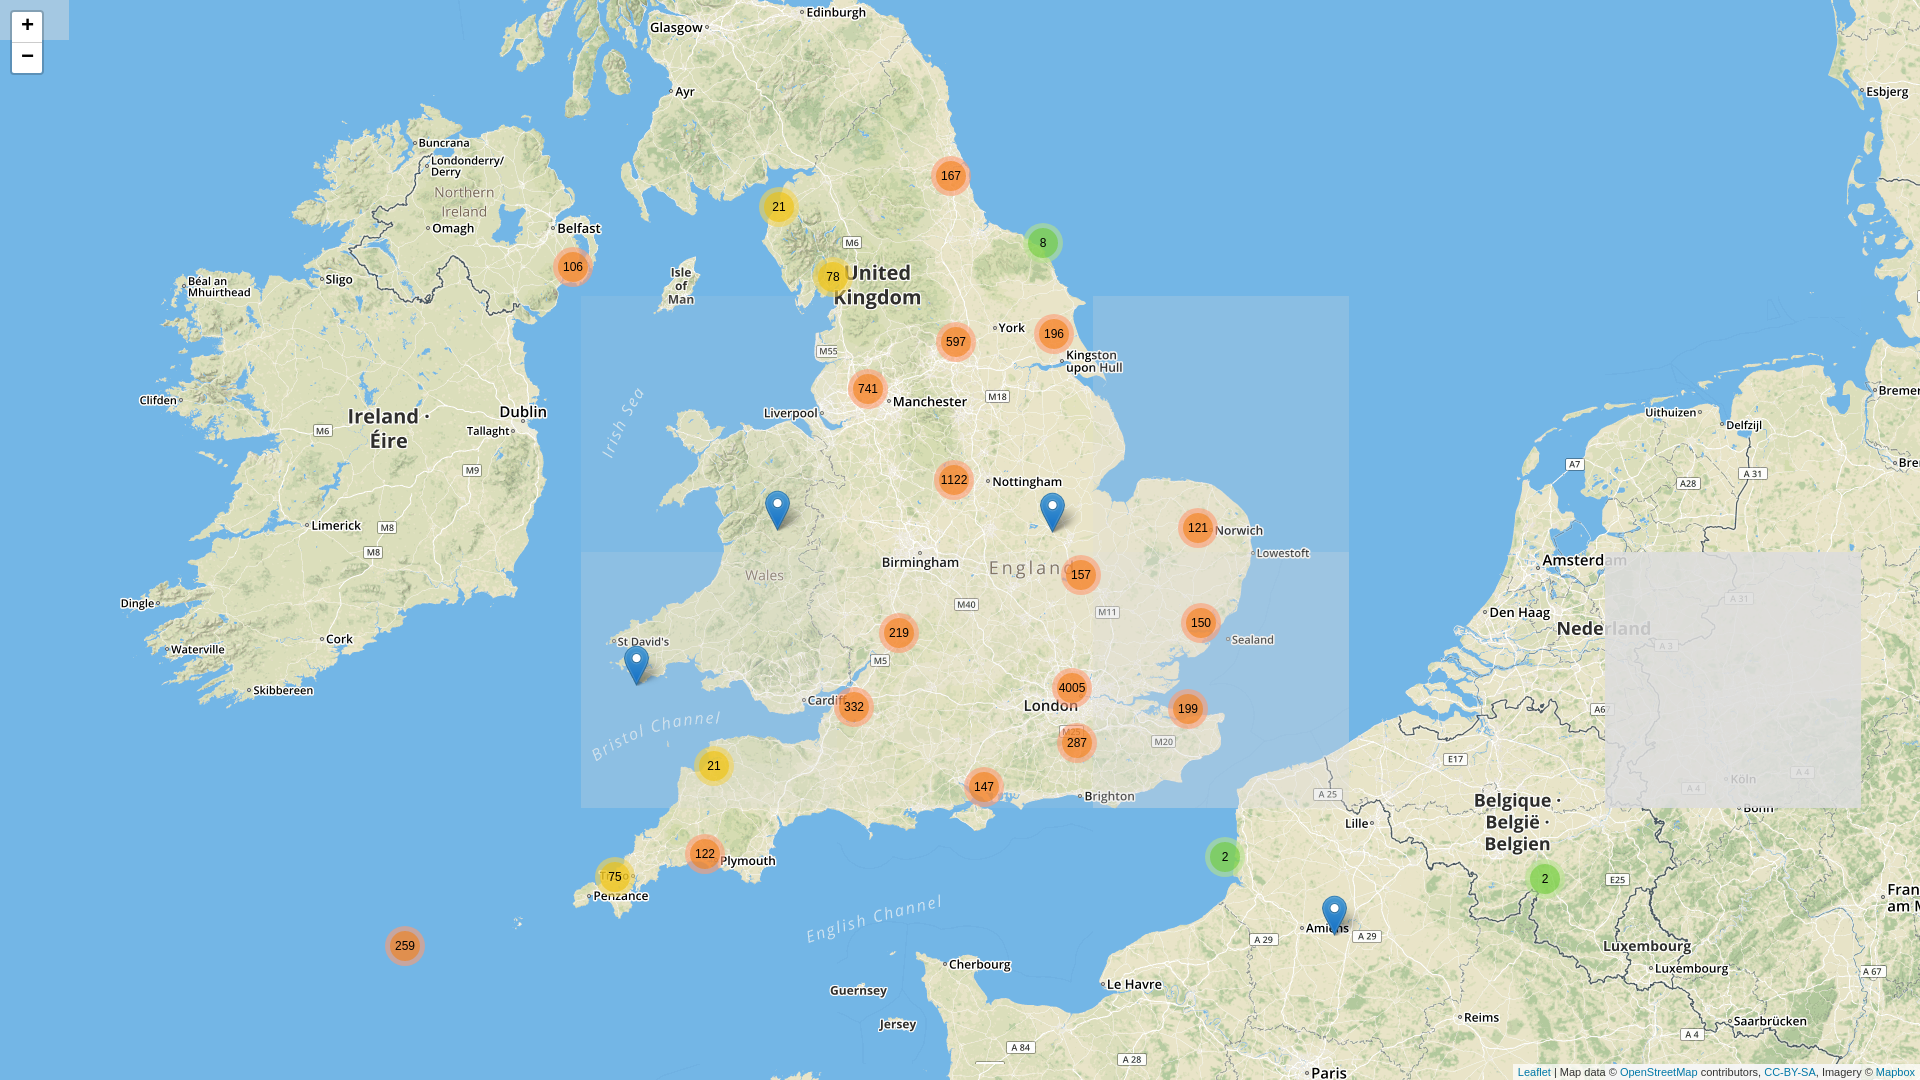 +
−
Edinburgh
Glasgow
Ayr
Esbjerg
Buncrana
Londonderry/
Derry
Northern
Ireland
Omagh
Belfast
167
21
8
M6
106
78
United
Kingdom
Isle
of
Man
Sligo
Béal an
Mhuirthead
York
196
597
M55
Kingston
upon Hull
741
Manchester
M18
Liverpool
Clifden
Ireland ·
Éire
Dublin
Tallaght
M6
M9
Irish Sea
Uithuizen
Delfzijl
Bremer
Bre
A7
A 31
A28
1122
Nottingham
Limerick
M8
M8
121
Norwich
Lowestoft
Birmingham
England
157
Wales
Amsterdam
A 31
Dingle
M40
M11
Den Haag
Nederland
219
150
Sealand
Cork
Waterville
St David's
M5
A 3
Skibbereen
4005
London
Cardiff
332
199
A6
Bristol Channel
287
M20
E17
21
147
Brighton
A 25
Köln
A 4
A 4
Bonn
Belgique ·
België ·
Belgien
Lille
122
Plymouth
2
75
Penzance
2
E25
Fran
am M
English Channel
259
Amiens
A 29
A 29
Luxembourg
Luxembourg
A 67
Cherbourg
Le Havre
Guernsey
Jersey
Reims
Saarbrücken
A 4
A 84
A 28
Paris
Leaflet | Map data © OpenStreetMap contributors, CC-BY-SA, Imagery © Mapbox